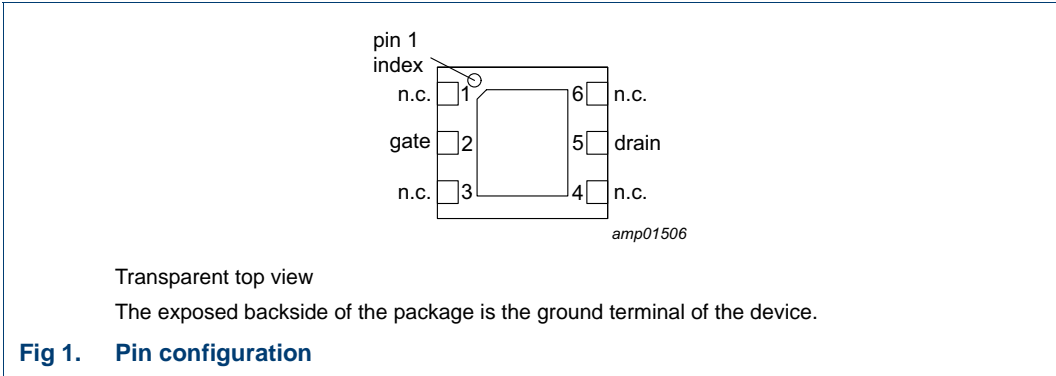 pin 1
index
n.c. 1 6 n.c.
gate 2 5 drain
n.c. 3 4 n.c.
amp01506
Transparent top view
The exposed backside of the package is the ground terminal of the device.
Fig 1. Pin configuration